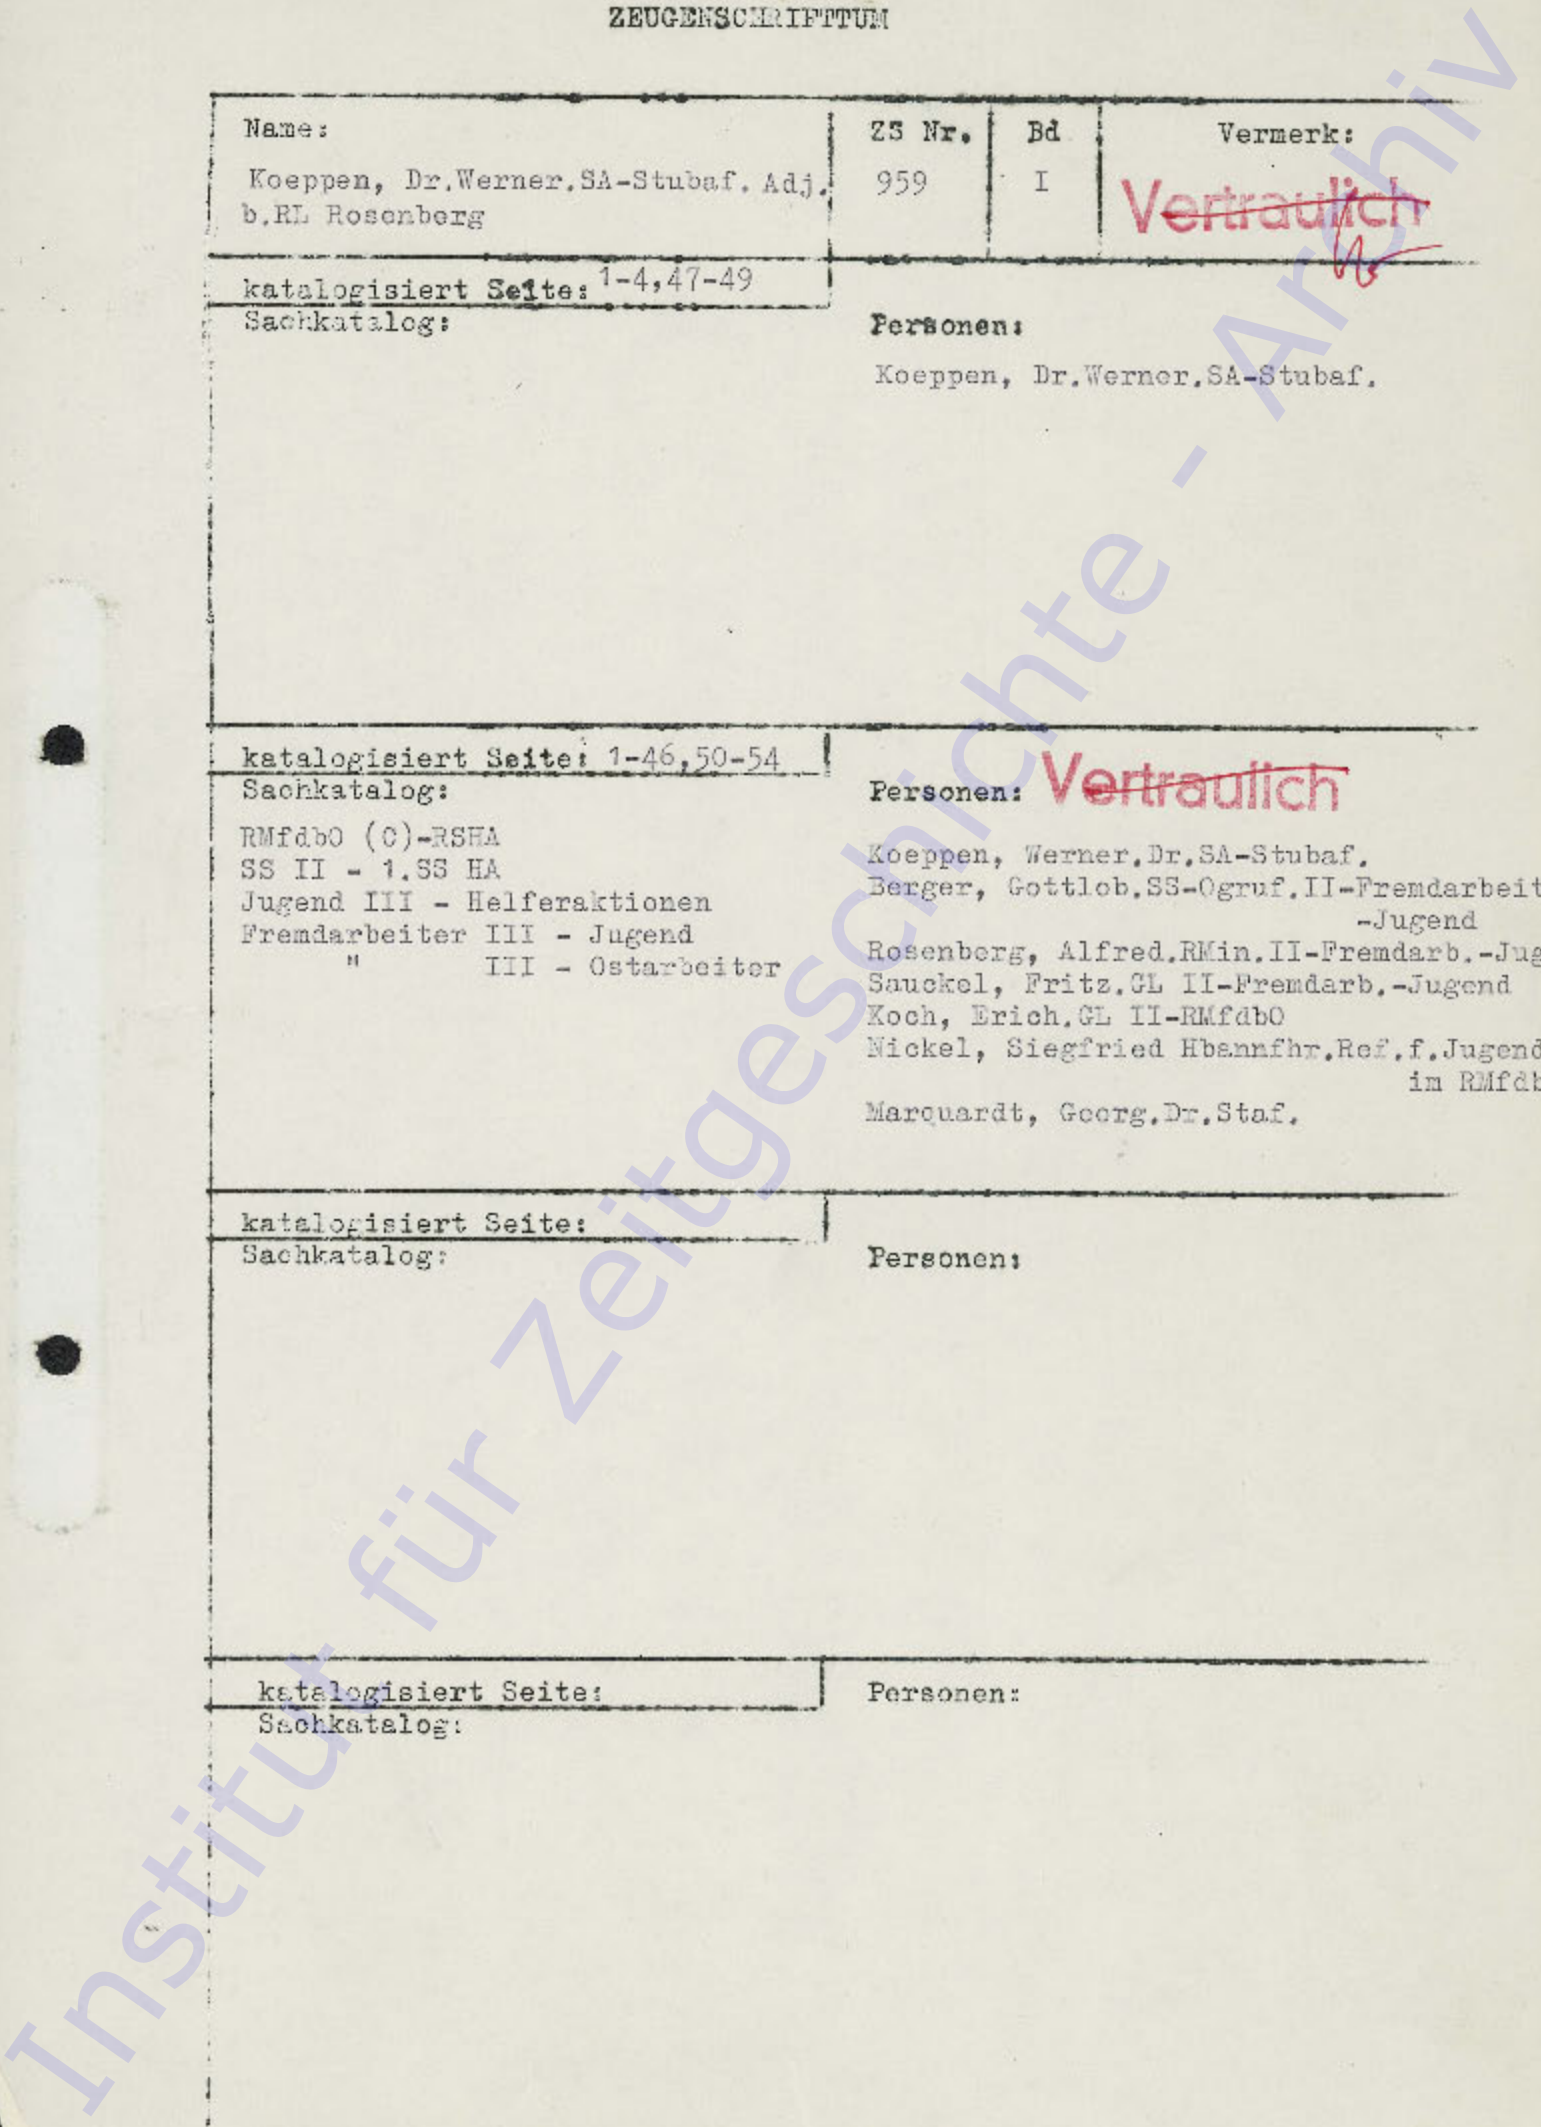 ZEUGENSCHRIFTTUM
Name:
Koeppen, Dr.Werner.SA-Stubaf. Adj.
b.RL Rosenberg
ZS Nr.
959
Bd
I
Vermerk:
Vertraulich
katalogisiert Seite: 1-4,47-49
Sachkatalog:
Personen:
Koeppen, Dr.Werner.SA-Stubaf.
katalogisiert Seite: 1-46,50-54
Sachkatalog:
RMfdbO (C)-RSHA
SS II - 1.SS HA
Jugend III - Helferaktionen
Fremdarbeiter III - Jugend
" III - Ostarbeiter
Personen: Vertraulich
Koeppen, Werner.Dr.SA-Stubaf.
Berger, Gottlob.SS-Ogruf.II-Fremdarbeit
-Jugend
Rosenberg, Alfred.RMin.II-Fremdarb.-Jug
Sauckel, Fritz.GL II-Fremdarb.-Jugend
Koch, Erich.GL II-RMfdbO
Nickel, Siegfried Hbannfhr.Ref.f.Jugend
im RMfdb
Marquardt, Georg.Dr.Staf.
katalogisiert Seite:
Sachkatalog:
Personen:
katalogisiert Seite:
Sachkatalog:
Personen:
Institut für Zeitgeschichte - Archiv